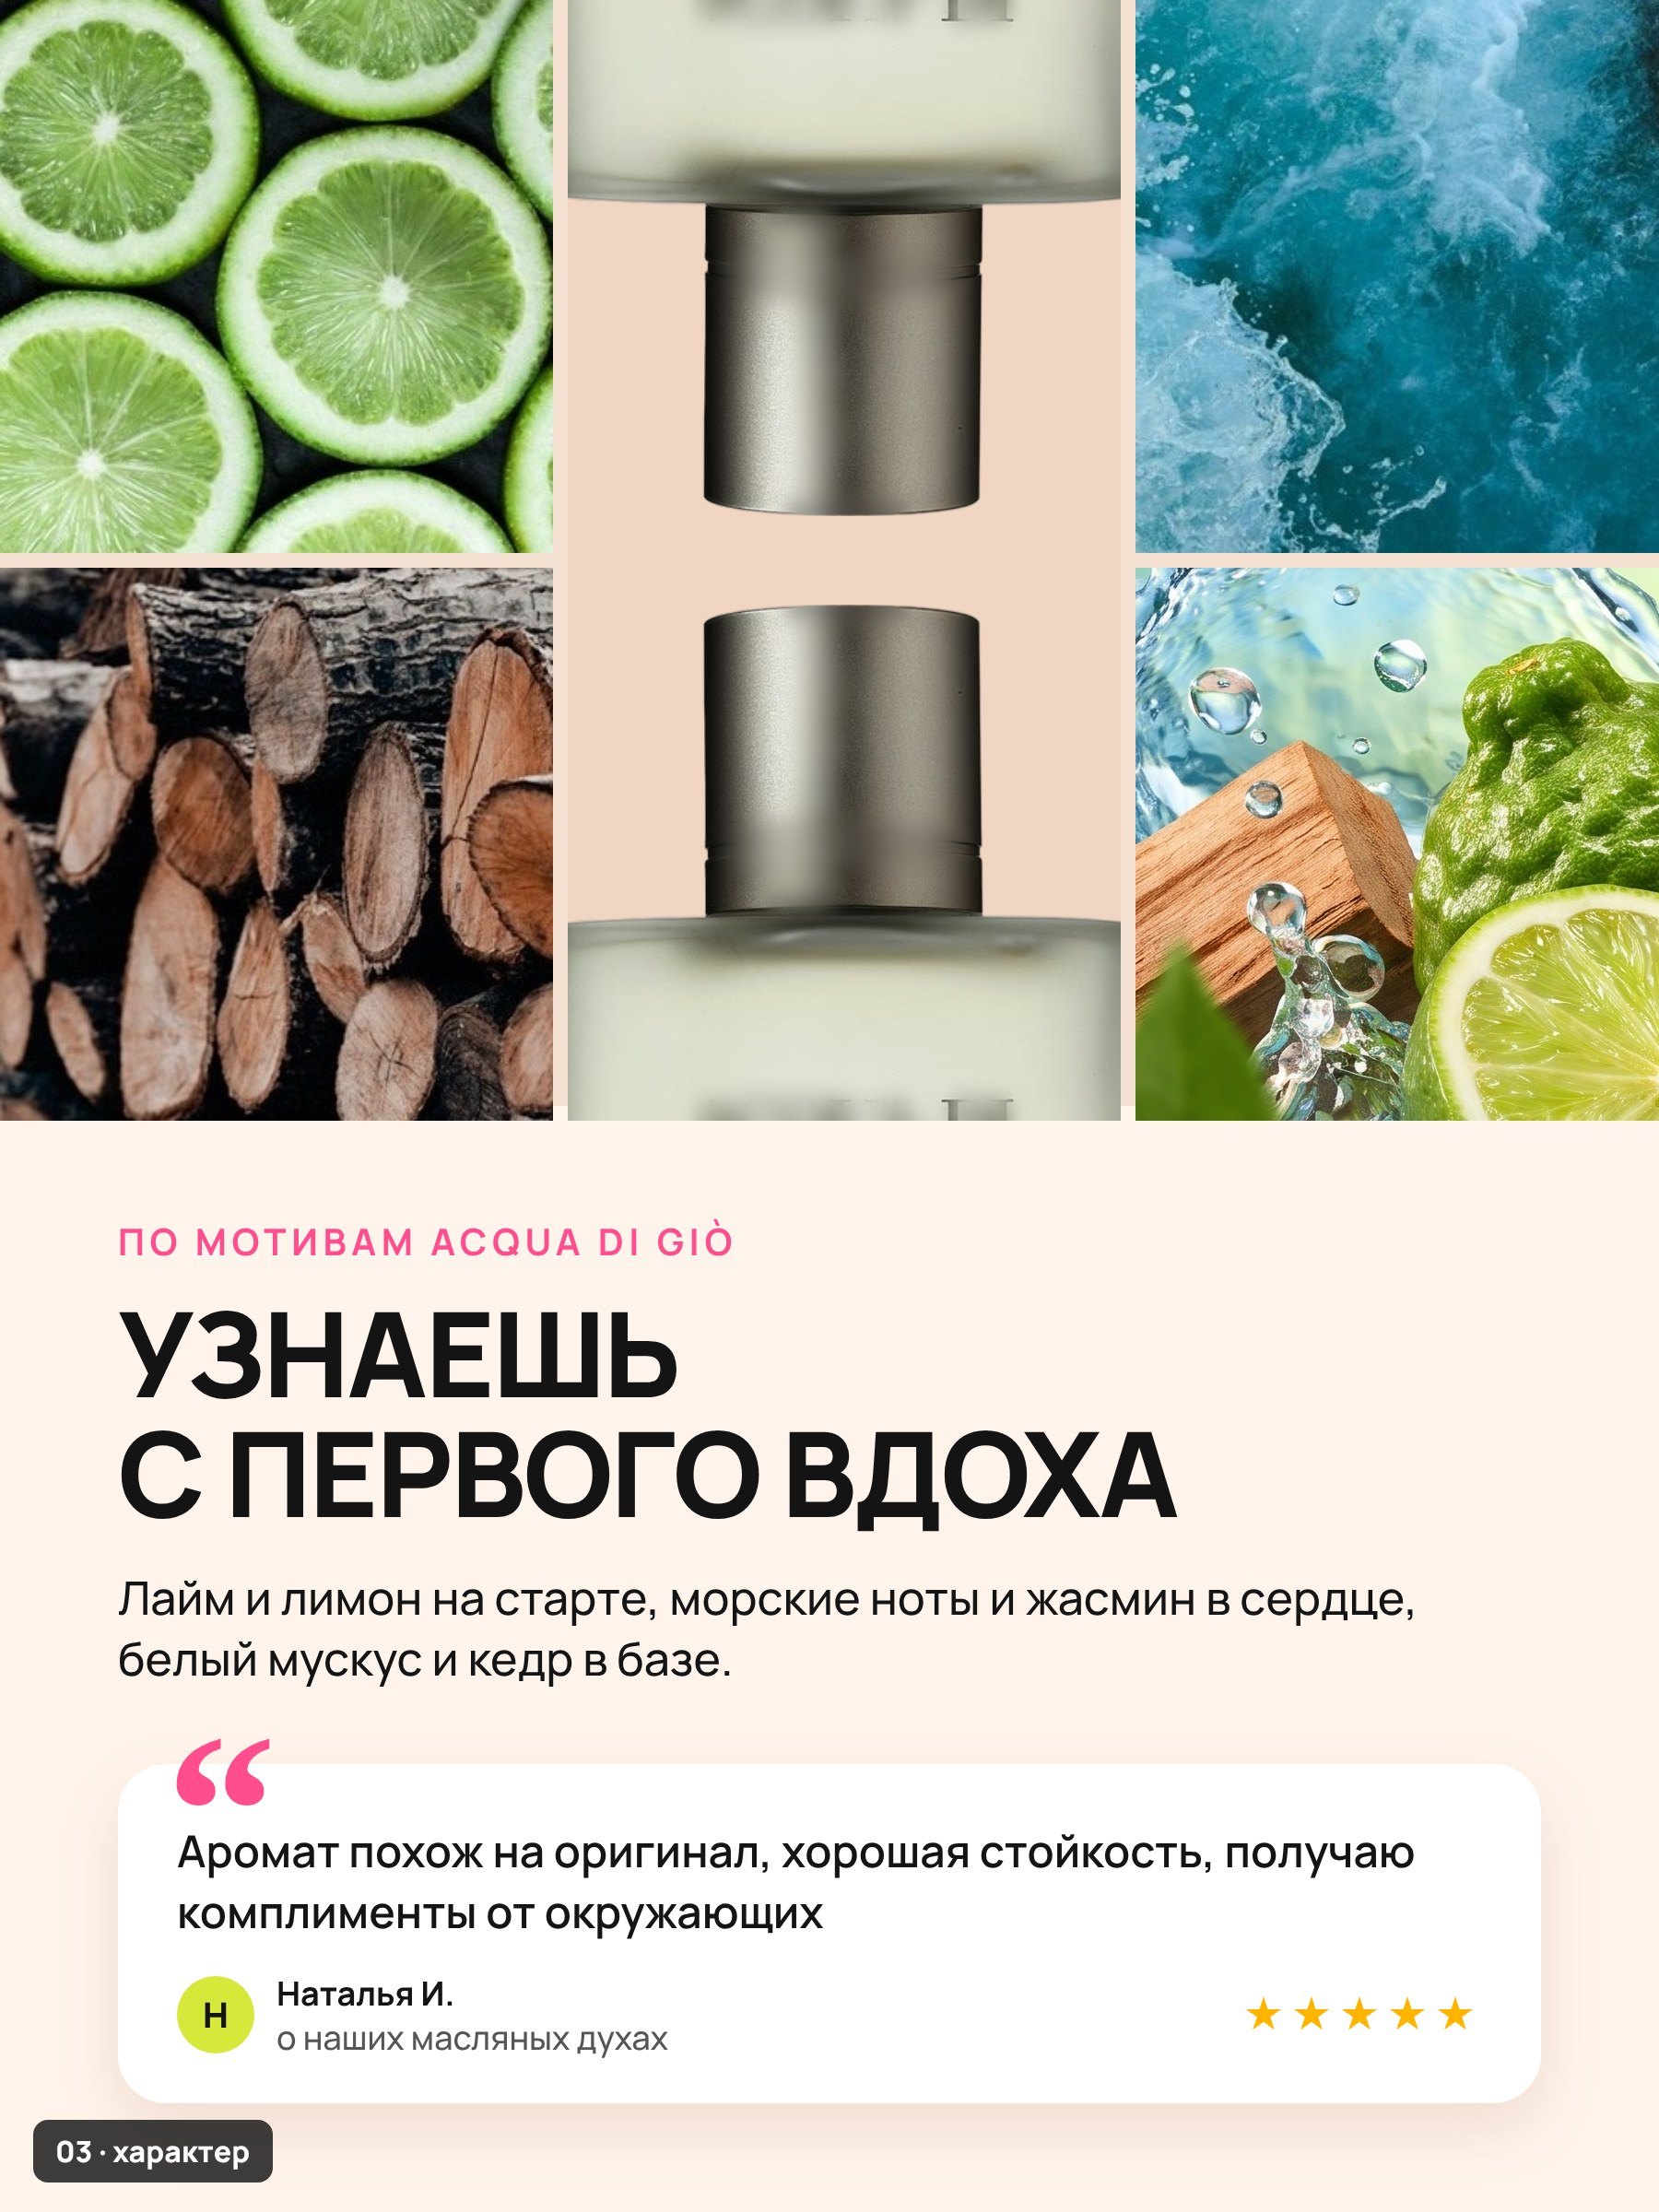 ПО МОТИВАМ ACQUA DI GIÒ
УЗНАЕШЬ
С ПЕРВОГО ВДОХА
Лайм и лимон на старте, морские ноты и жасмин в сердце,
белый мускус и кедр в базе.
“
Аромат похож на оригинал, хорошая стойкость, получаю
комплименты от окружающих
Н
Наталья И.
о наших масляных духах
★★★★★
03 · характер